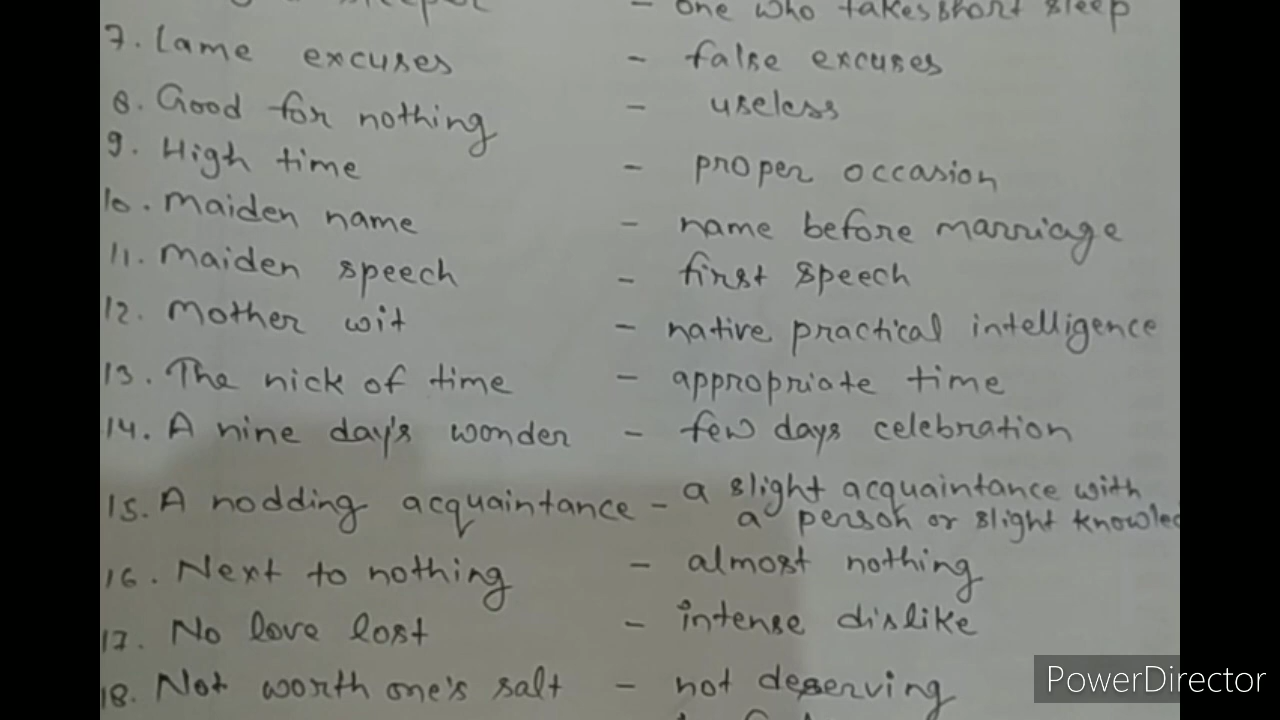 - one who takes short sleep
7. Lame excuses - false excuses
8. Good for nothing - useless
9. High time - proper occasion
10. Maiden name - name before marriage
11. Maiden speech - first speech
12. Mother wit - native practical intelligence
13. The nick of time - appropriate time
14. A nine day's wonder - few days celebration
15. A nodding acquaintance - a slight acquaintance with
a person or slight knowled
16. Next to nothing - almost nothing
17. No love lost - intense dislike
18. Not worth one's salt - not deserving
PowerDirector